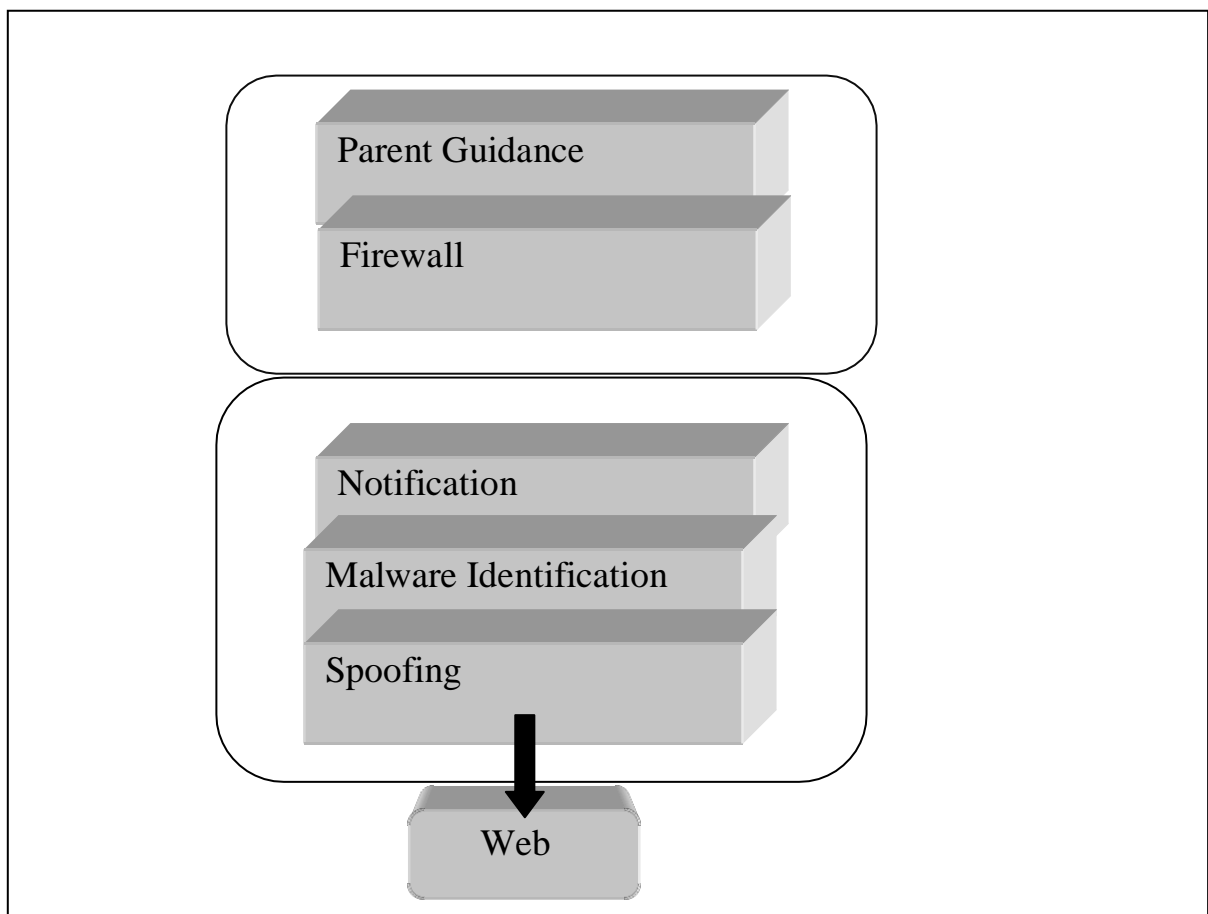 Parent Guidance
Firewall
Notification
Malware Identification
Spoofing
Web